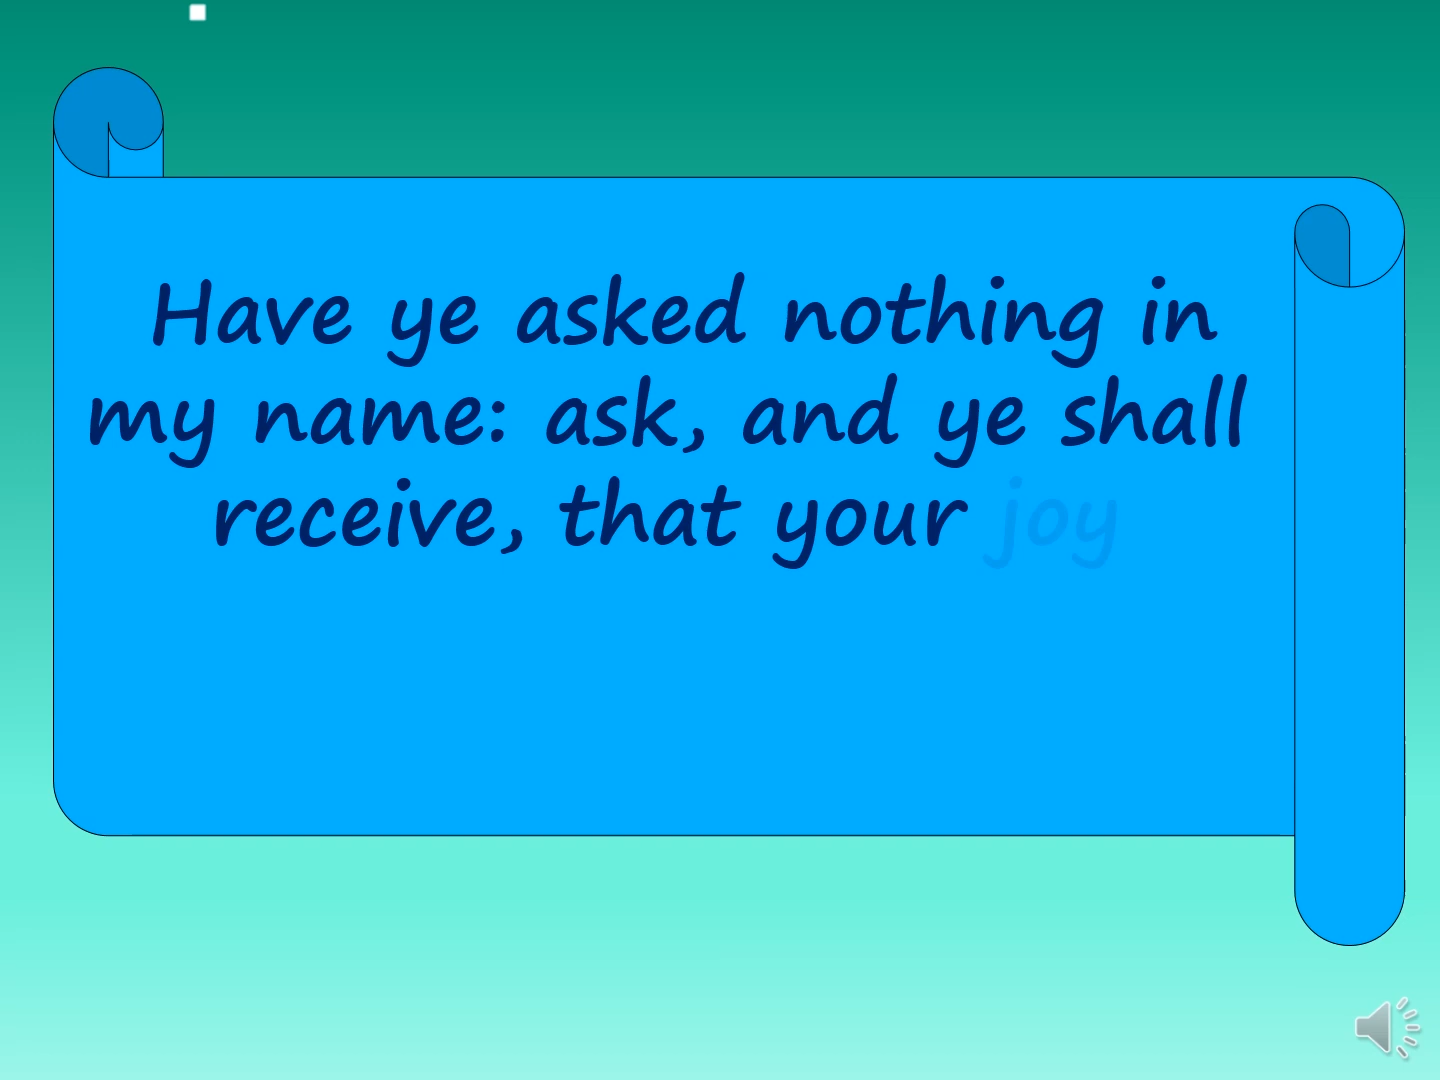 Have ye asked nothing in
my name: ask, and ye shall
receive, that your joy